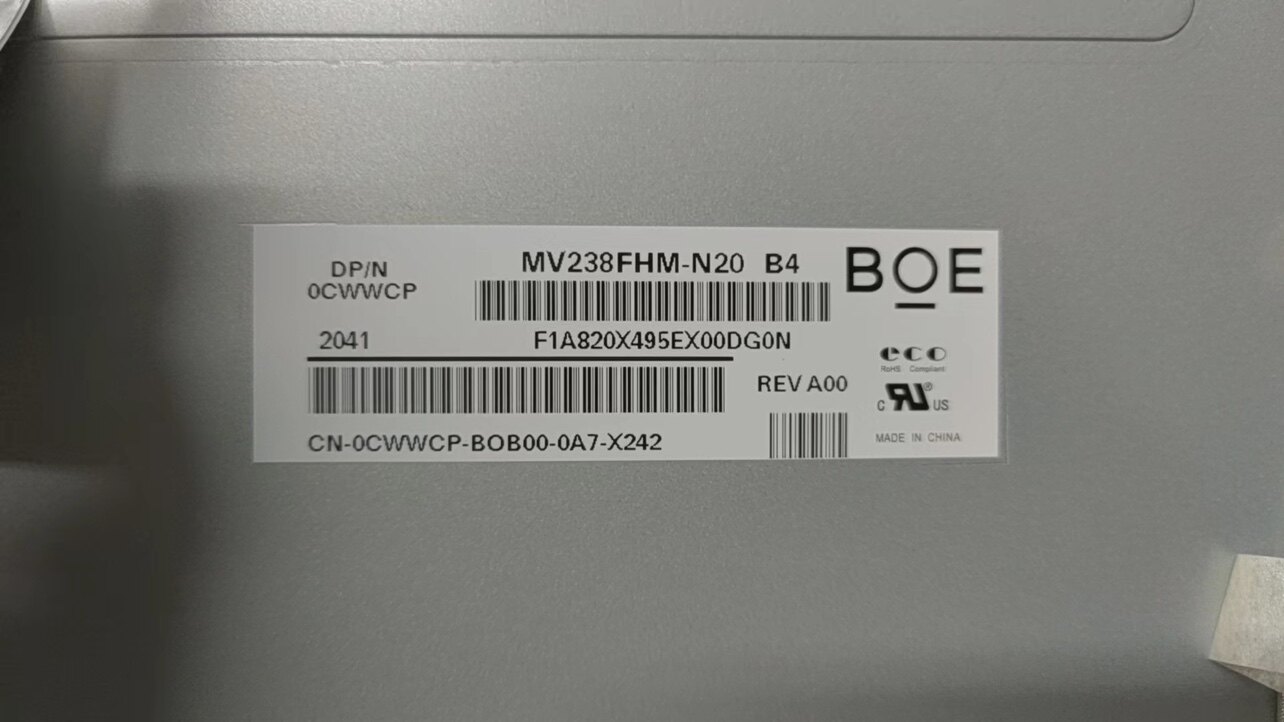 DP/N
0CWWCP
MV238FHM-N20 B4
BOE
2041
F1A820X495EX00DG0N
eco
RoHS Compliant
REV A00
c RU® US
CN-0CWWCP-BOB00-0A7-X242
MADE IN CHINA